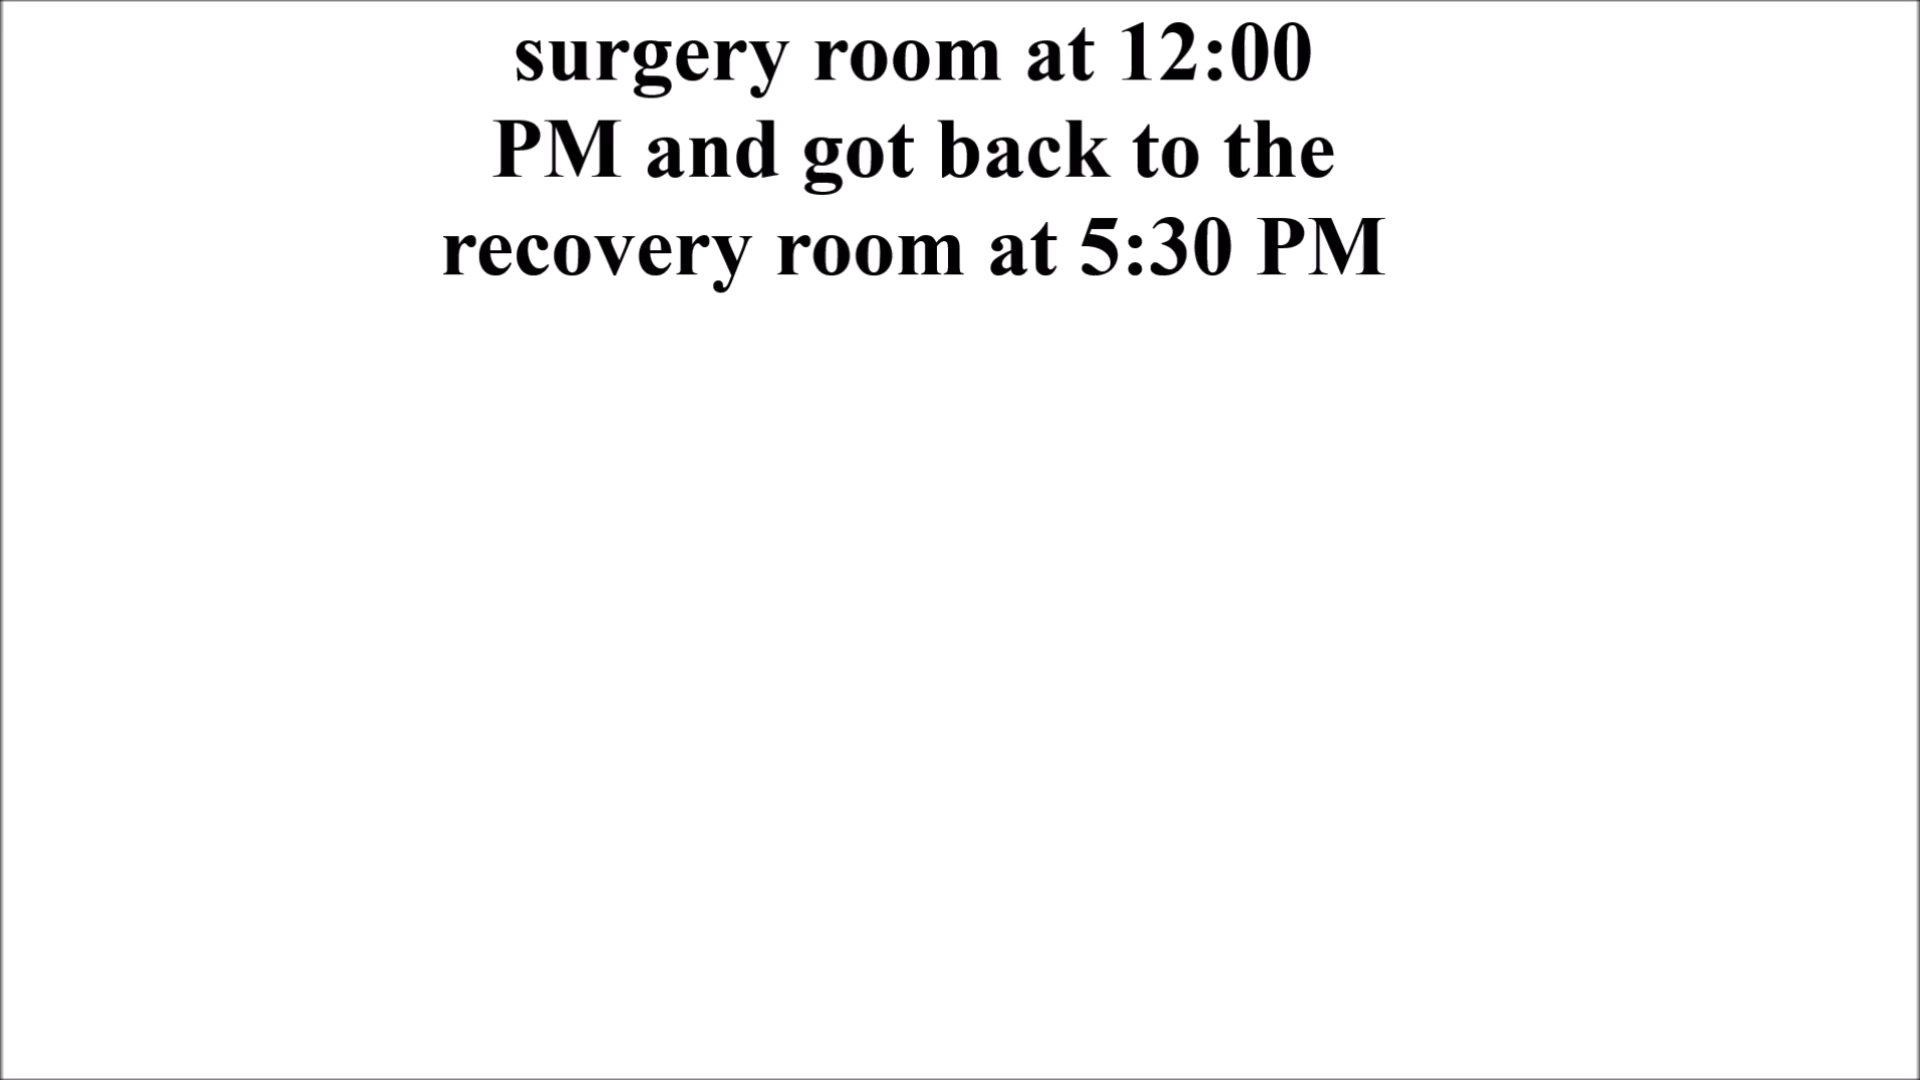 surgery room at 12:00
PM and got back to the
recovery room at 5:30 PM